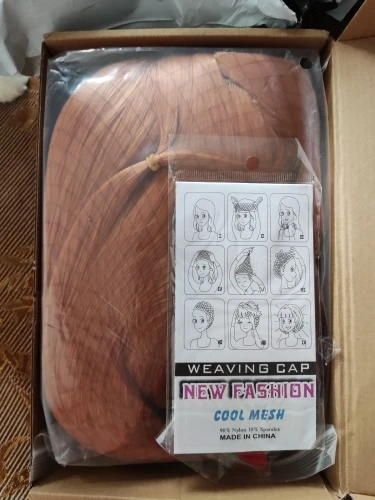 WEAVING CAP
NEW FASHION
COOL MESH
90% Nylon 10% Spandex
MADE IN CHINA